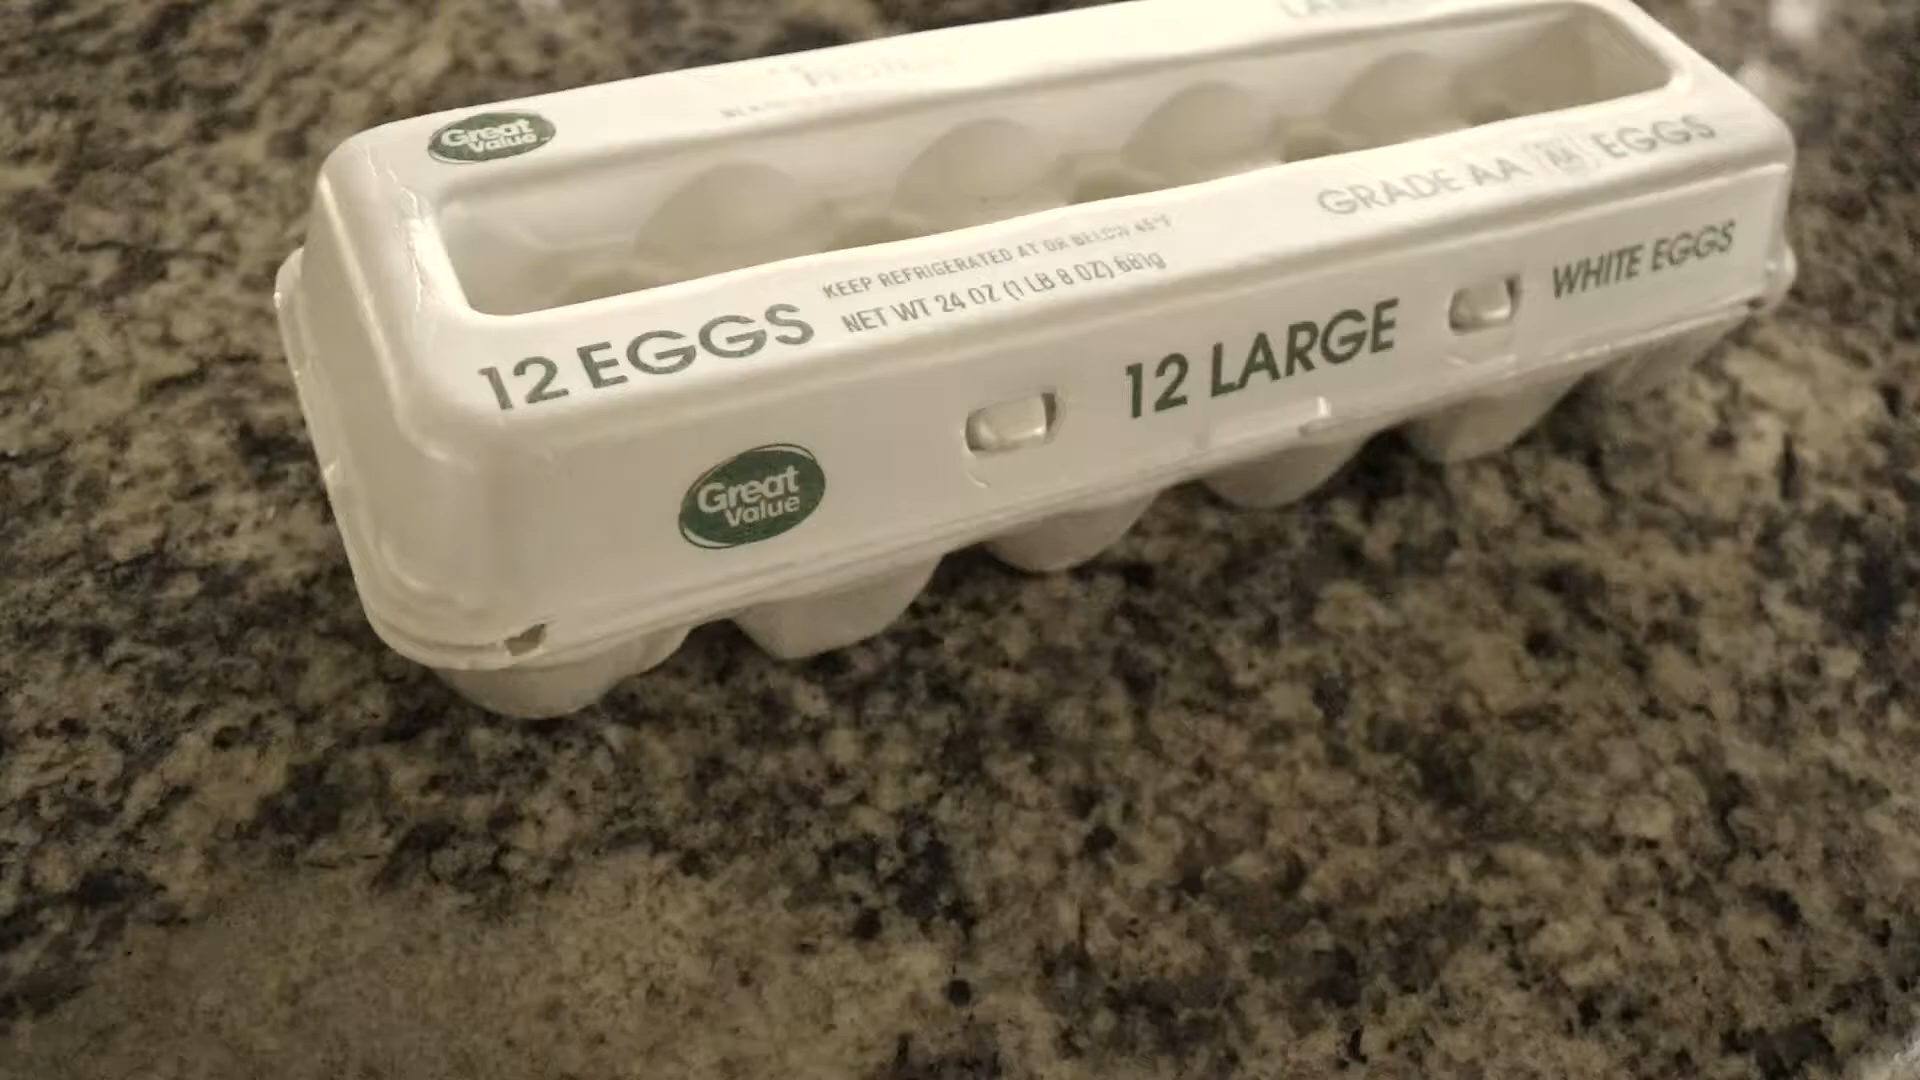 Great
Value
12 EGGS
KEEP REFRIGERATED AT OR BELOW 45°F
NET WT 24 OZ (1 LB 8 OZ) 681g
GRADE AA AA EGGS
Great
Value
12 LARGE
WHITE EGGS